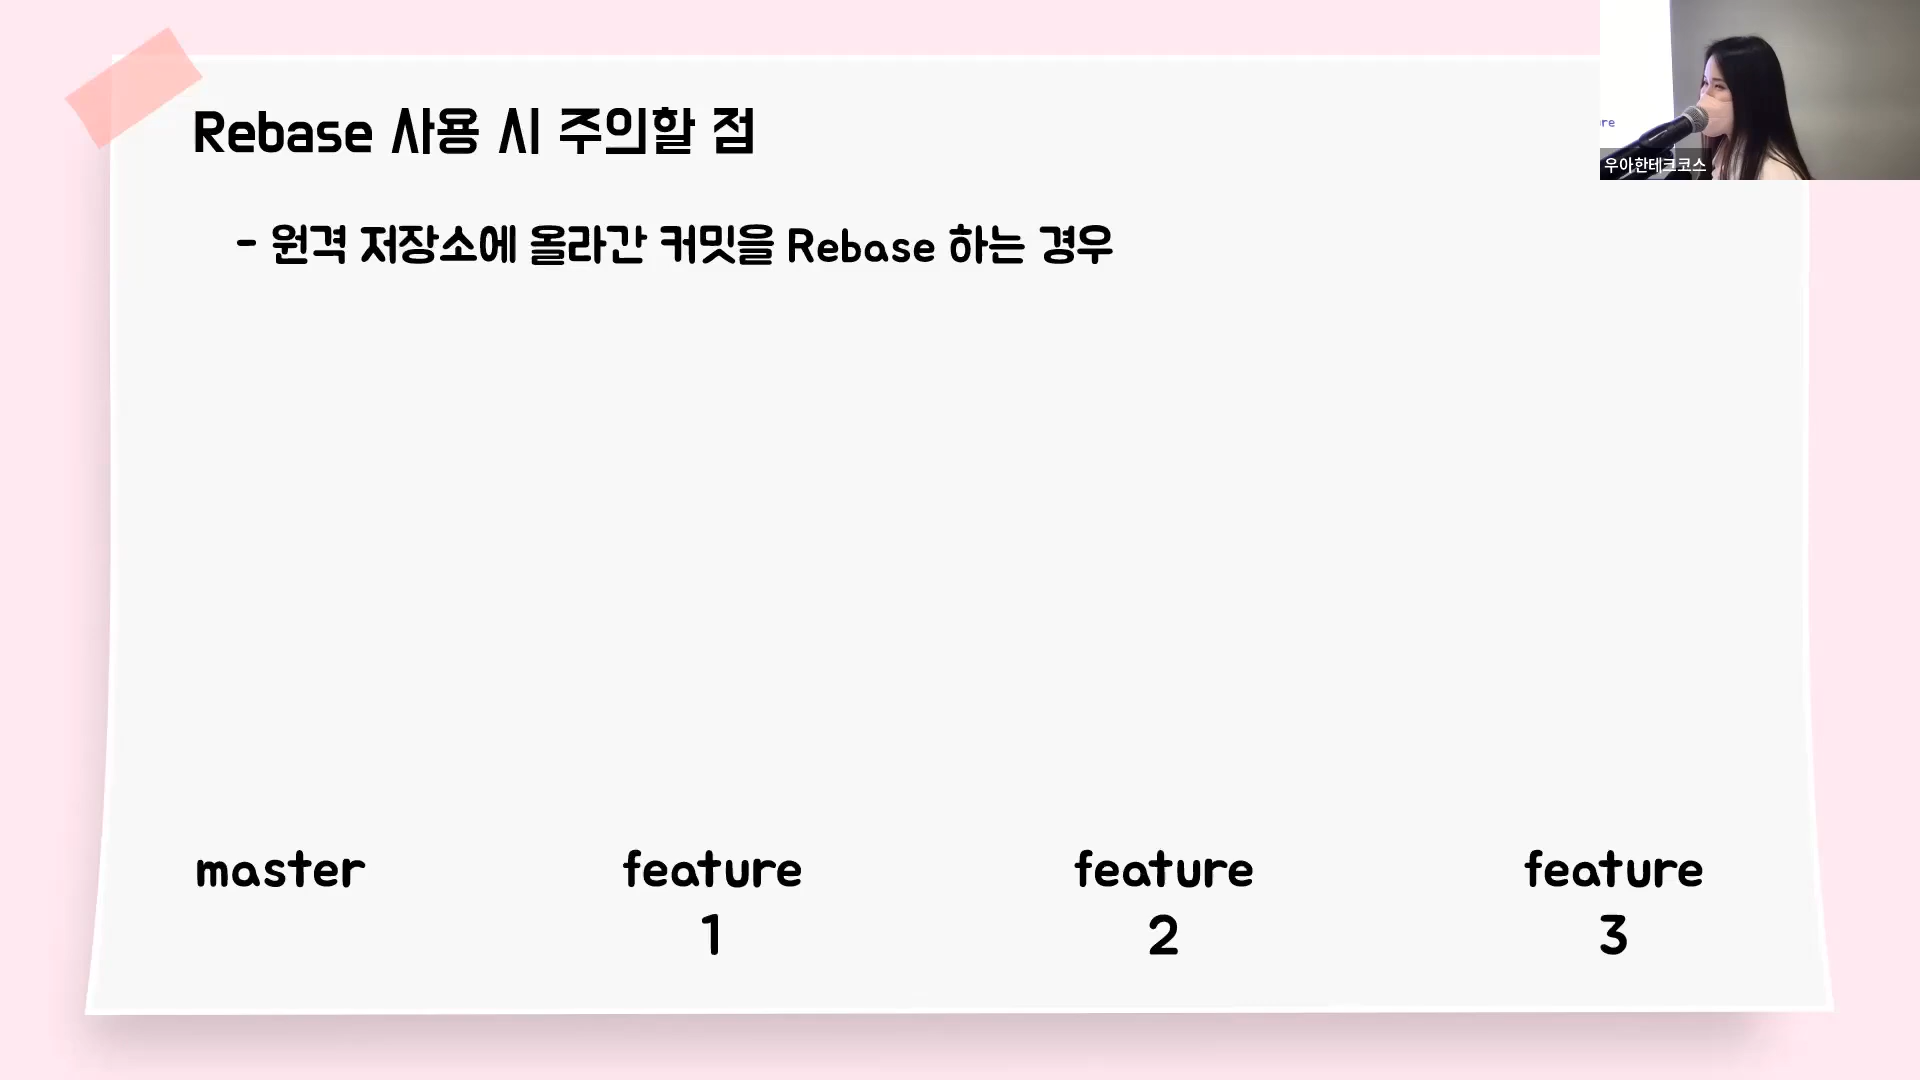 Rebase 사용 시 주의할 점
re
우아한테크코스
- 원격 저장소에 올라간 커밋을 Rebase 하는 경우
master
feature
1
feature
2
feature
3